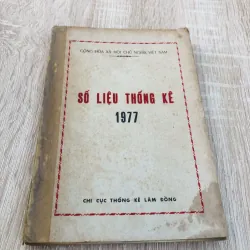 CỘNG HÒA XÃ HỘI CHỦ NGHĨA VIỆT NAM
SỐ LIỆU THỐNG KÊ
1977
CHI CỤC THỐNG KÊ LÂM ĐỒNG